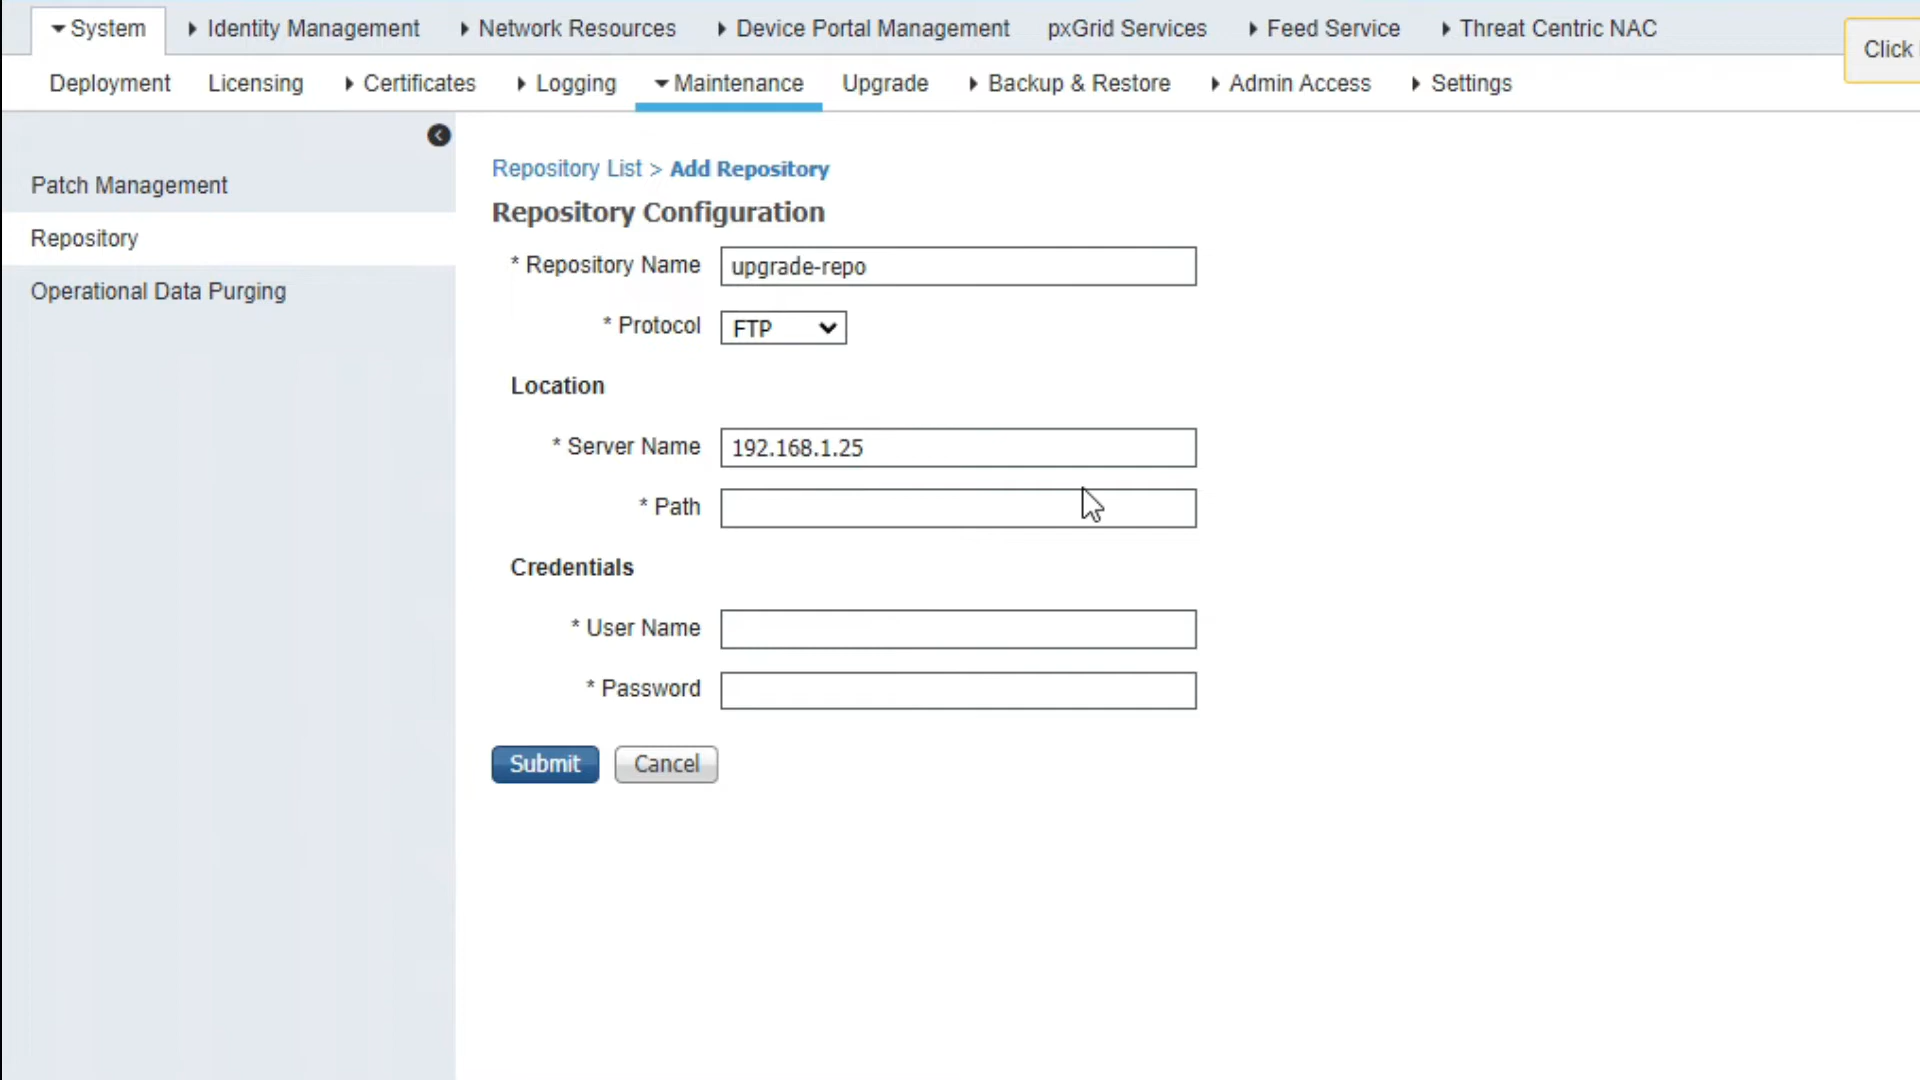 System Identity Management Network Resources Device Portal Management pxGrid Services Feed Service Threat Centric NAC
Click
Deployment Licensing Certificates Logging Maintenance Upgrade Backup & Restore Admin Access Settings
Patch Management
Repository
Operational Data Purging
Repository List > Add Repository
Repository Configuration
* Repository Name upgrade-repo
* Protocol FTP
Location
* Server Name 192.168.1.25
* Path
Credentials
* User Name
* Password
Submit Cancel